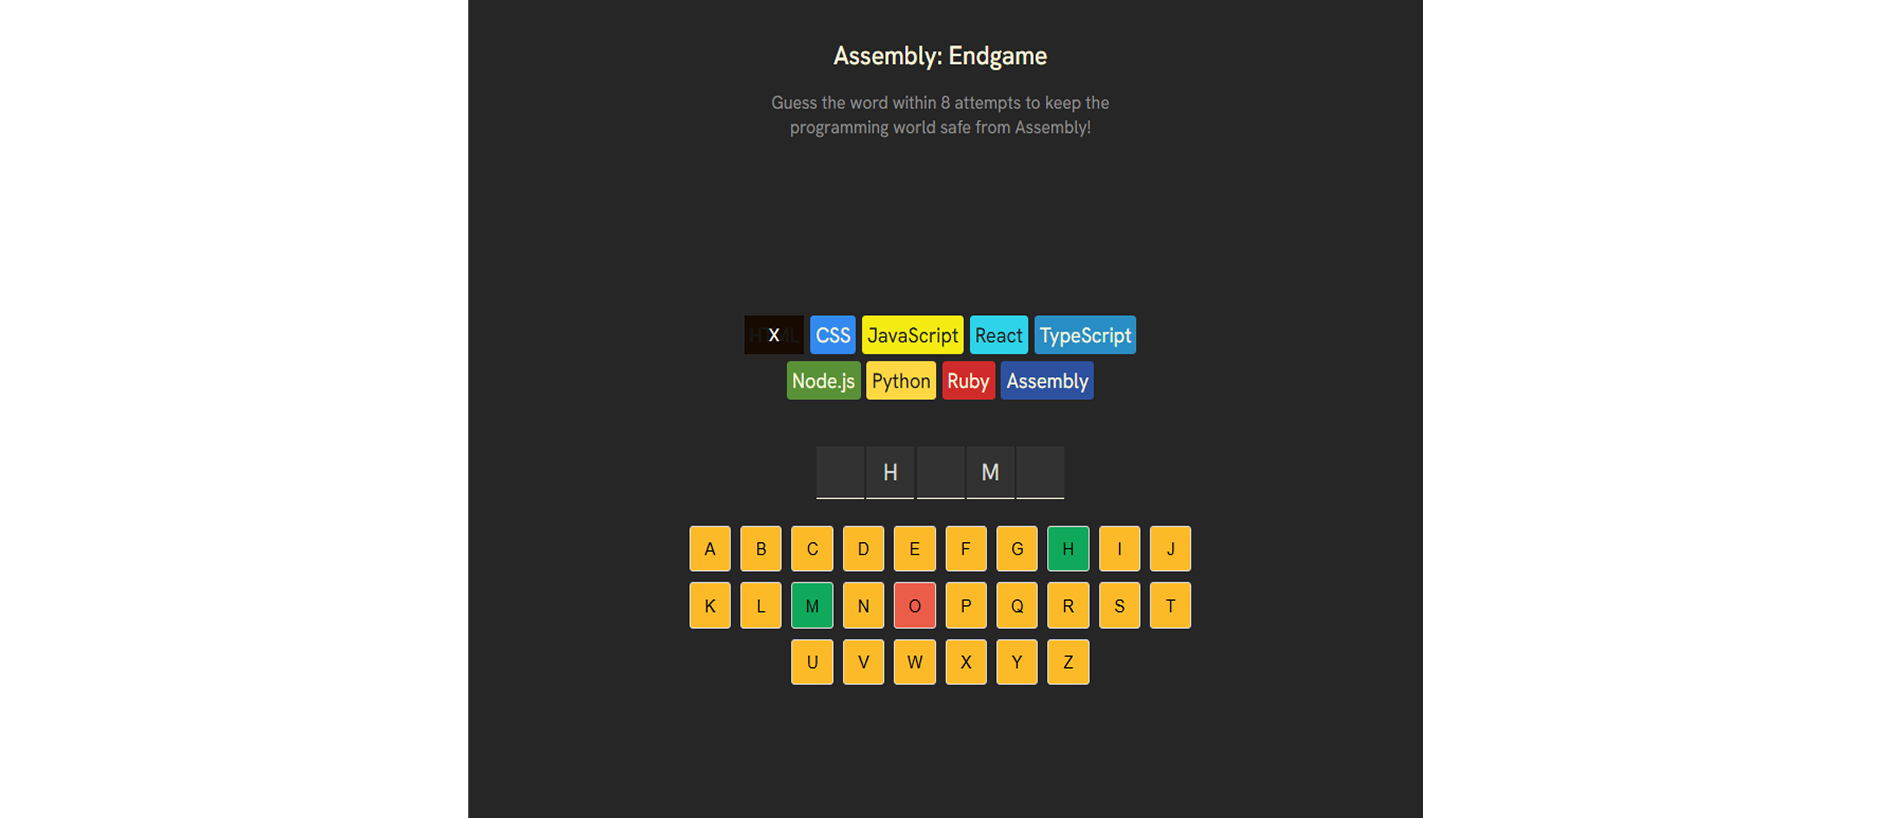 Assembly: Endgame
Guess the word within 8 attempts to keep the
programming world safe from Assembly!
HTML X CSS JavaScript React TypeScript
Node.js Python Ruby Assembly
H M
A B C D E F G H I J
K L M N O P Q R S T
U V W X Y Z